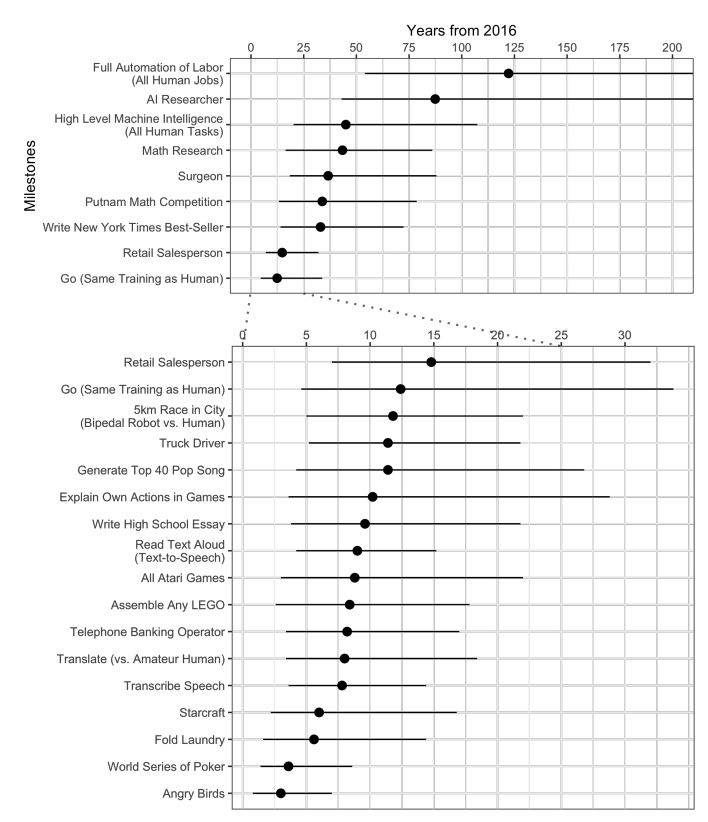 Years from 2016
0 25 50 75 100 125 150 175 200
Milestones
Full Automation of Labor
(All Human Jobs)
AI Researcher
High Level Machine Intelligence
(All Human Tasks)
Math Research
Surgeon
Putnam Math Competition
Write New York Times Best-Seller
Retail Salesperson
Go (Same Training as Human)
0 5 10 15 20 25 30
Retail Salesperson
Go (Same Training as Human)
5km Race in City
(Bipedal Robot vs. Human)
Truck Driver
Generate Top 40 Pop Song
Explain Own Actions in Games
Write High School Essay
Read Text Aloud
(Text-to-Speech)
All Atari Games
Assemble Any LEGO
Telephone Banking Operator
Translate (vs. Amateur Human)
Transcribe Speech
Starcraft
Fold Laundry
World Series of Poker
Angry Birds